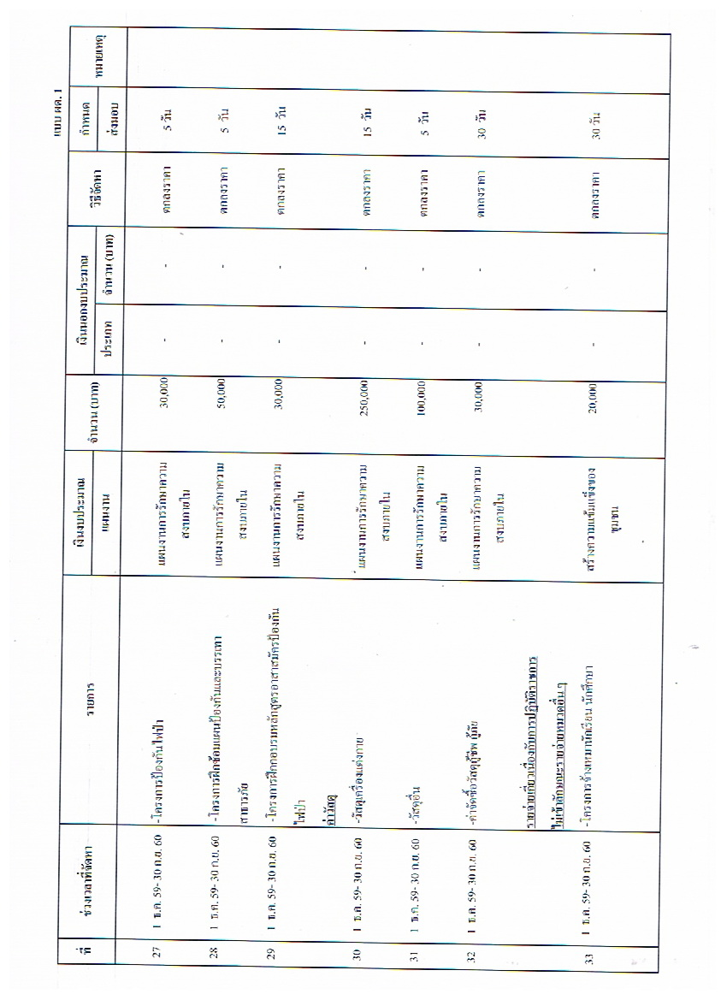 แบบ ผด. 1
ที่ ช่วงเวลาที่จัดหา รายการ เงินงบประมาณ จำนวน (บาท) เงินนอกงบประมาณ วิธีจัดหา กำหนด หมายเหตุ
แผนงาน ประเภท จำนวน (บาท) ส่งมอบ
27 1 ธ.ค. 59- 30 ก.ย. 60 -โครงการป้องกันไฟป่า แผนงานการรักษาความ 30,000 - - ตกลงราคา 5 วัน
สงบภายใน
28 1 ธ.ค. 59- 30 ก.ย. 60 -โครงการฝึกซ้อมแผนป้องกันและบรรเทา แผนงานการรักษาความ 50,000 - - ตกลงราคา 5 วัน
สาธารภัย สงบภายใน
29 1 ธ.ค. 59- 30 ก.ย. 60 -โครงการฝึกอบรมหลักสูตรอาสาสมัครป้องกัน แผนงานการรักษาความ 30,000 - - ตกลงราคา 15 วัน
ไฟป่า สงบภายใน
ค่าวัสดุ
30 1 ธ.ค. 59- 30 ก.ย. 60 -วัสดุเครื่องแต่งกาย แผนงานการรักษาความ 250,000 - - ตกลงราคา 15 วัน
สงบภายใน
31 1 ธ.ค. 59- 30 ก.ย. 60 -วัสดุอื่น แผนงานการรักษาความ 100,000 - - ตกลงราคา 5 วัน
สงบภายใน
32 1 ธ.ค. 59- 30 ก.ย. 60 -ค่าจัดซื้อวัสดุกู้ชีพ กู้ภัย แผนงานการรักษาความ 30,000 - - ตกลงราคา 30 วัน
สงบภายใน
รายจ่ายเกี่ยวเนื่องกับการปฏิบัติราชการ
ไม่เข้าลักษณะรายจ่ายหมวดอื่น ๆ
33 1 ธ.ค. 59- 30 ก.ย. 60 -โครงการจ้างเหมานักเรียน นักศึกษา สร้างความเข้มแข็งของ 20,000 - - ตกลงราคา 30 วัน
ชุมชน